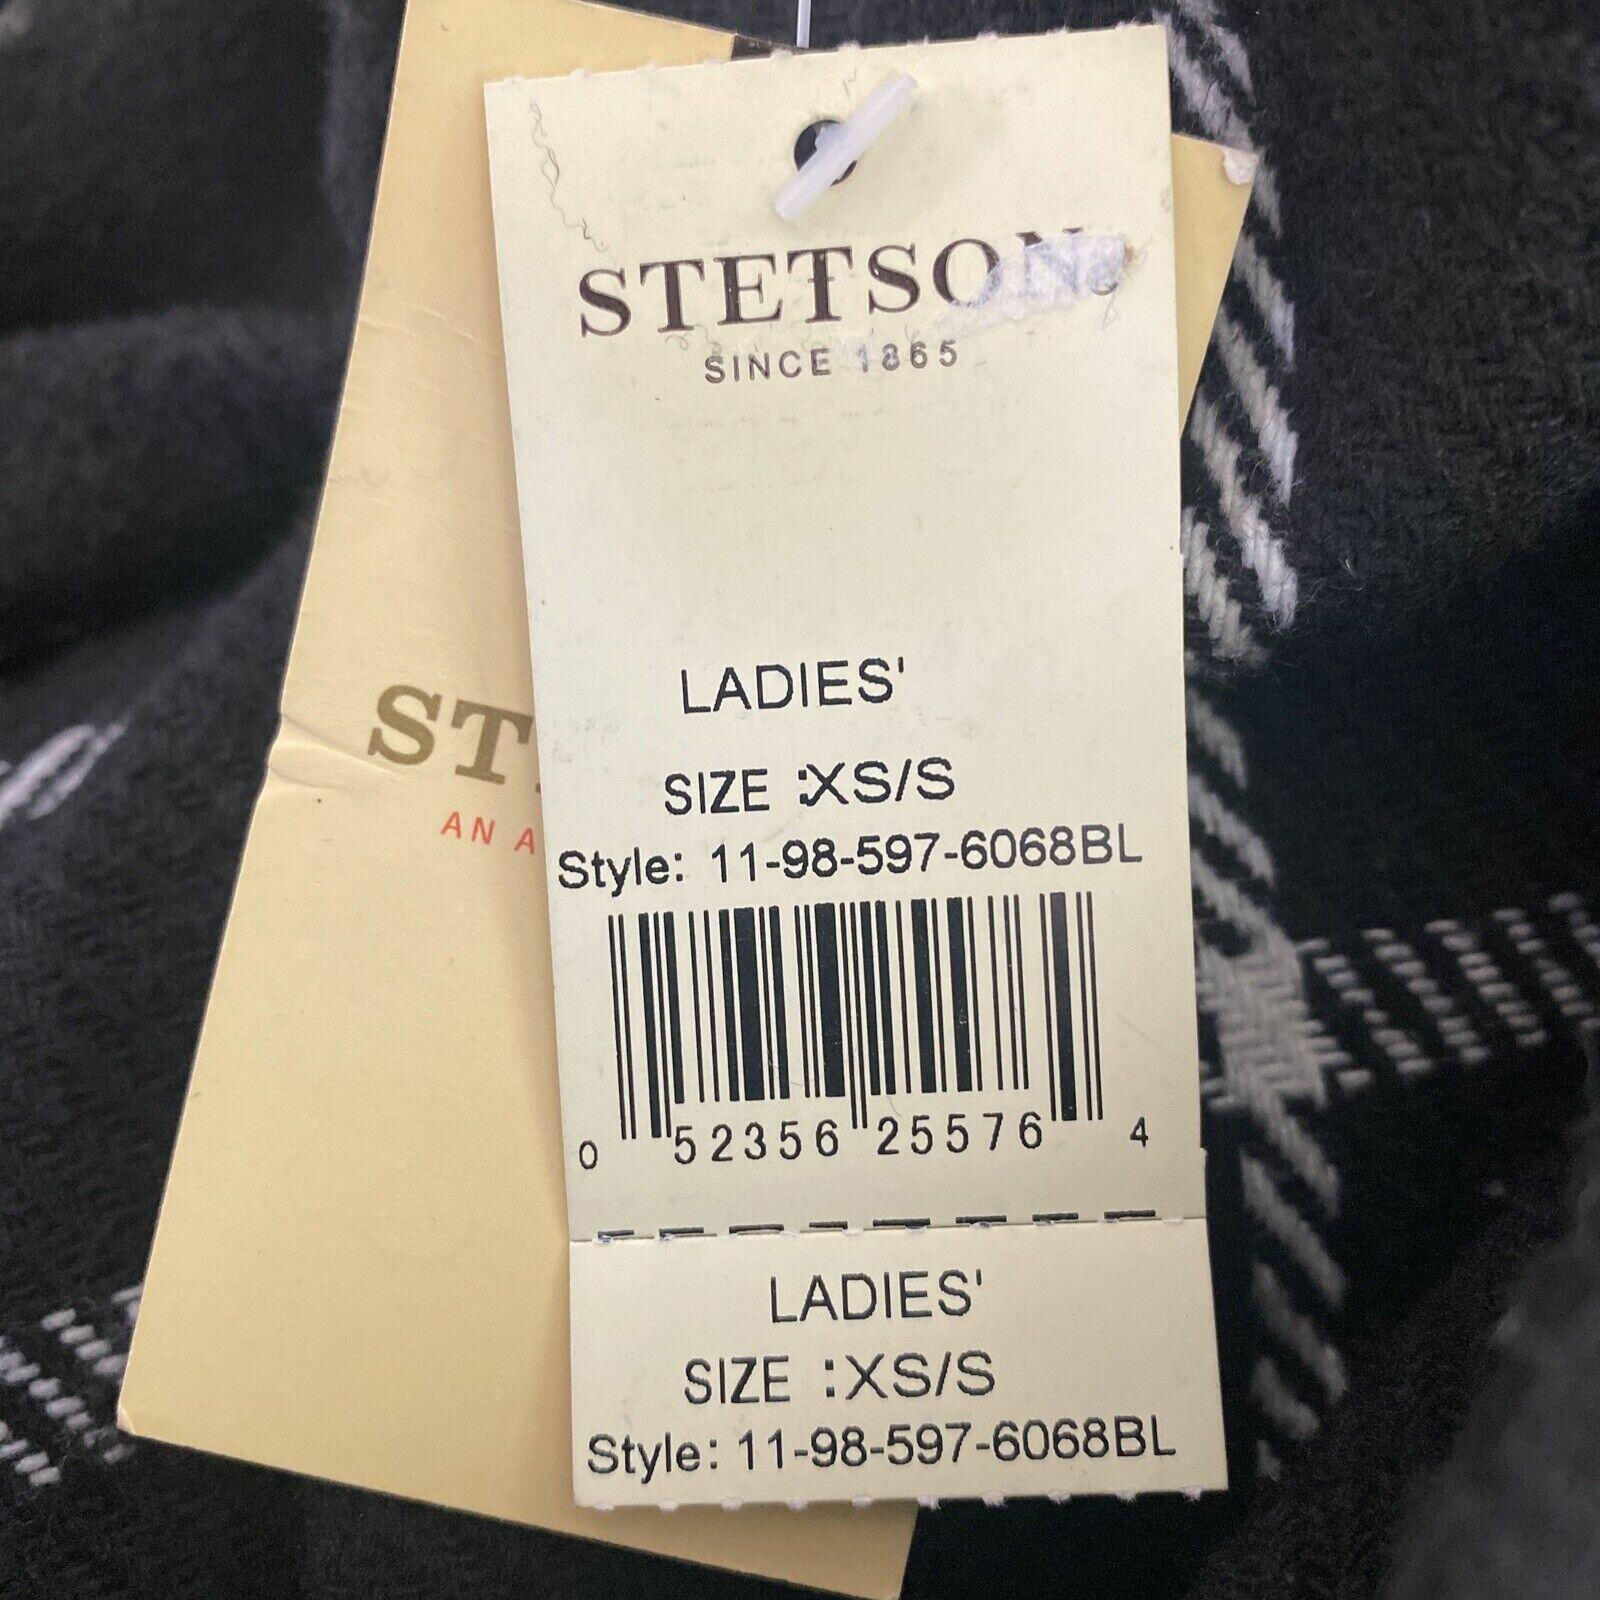 STETSON
SINCE 1865
LADIES'
SIZE :XS/S
Style: 11-98-597-6068BL
0 52356 25576 4
LADIES'
SIZE :XS/S
Style: 11-98-597-6068BL
ST
AN A